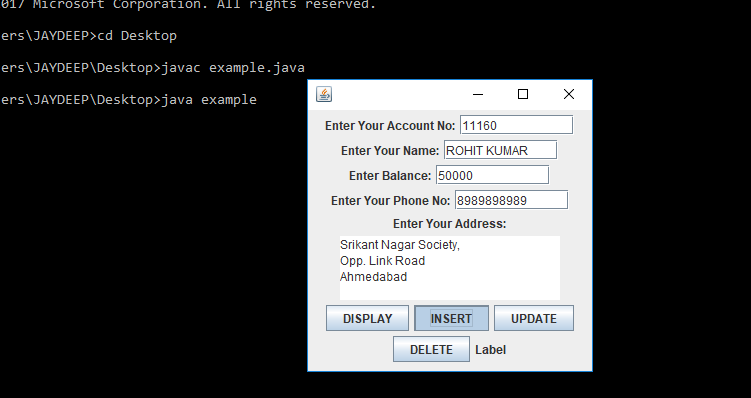 017 Microsoft Corporation. All rights reserved.
ers\JAYDEEP>cd Desktop
ers\JAYDEEP\Desktop>javac example.java
ers\JAYDEEP\Desktop>java example
Enter Your Account No: 11160
Enter Your Name: ROHIT KUMAR
Enter Balance: 50000
Enter Your Phone No: 8989898989
Enter Your Address:
Srikant Nagar Society,
Opp. Link Road
Ahmedabad
DISPLAY INSERT UPDATE
DELETE Label